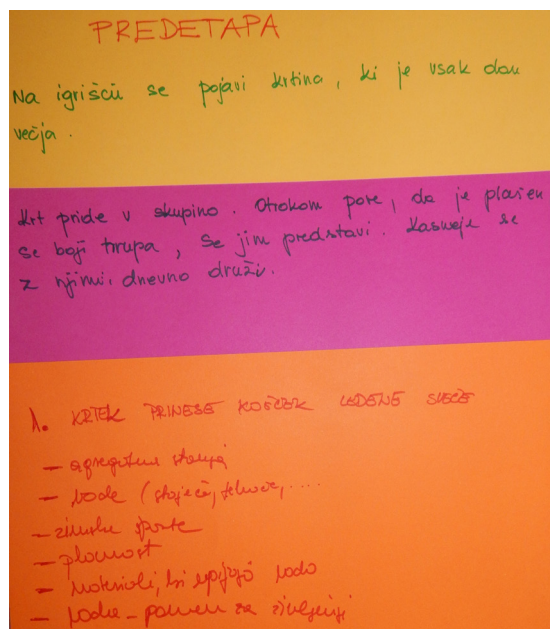 PREDETAPA
Na igrišču se pojavi krtina, ki je vsak dan
večja.
Krt pride v skupino. Otrokom pove, da je plašen
se boji hrupa, se jim predstavi. Kasneje se
z njimi dnevno druži.
1. KRTEK PRINESE KOŠČEK LEDENE SVEČE
- agregatna stanja
- vode (stoječe, tekoče, ....
- zimski športe
- plovnost
- materiali, ki vpijajo vodo
- voda - pomen za življenje